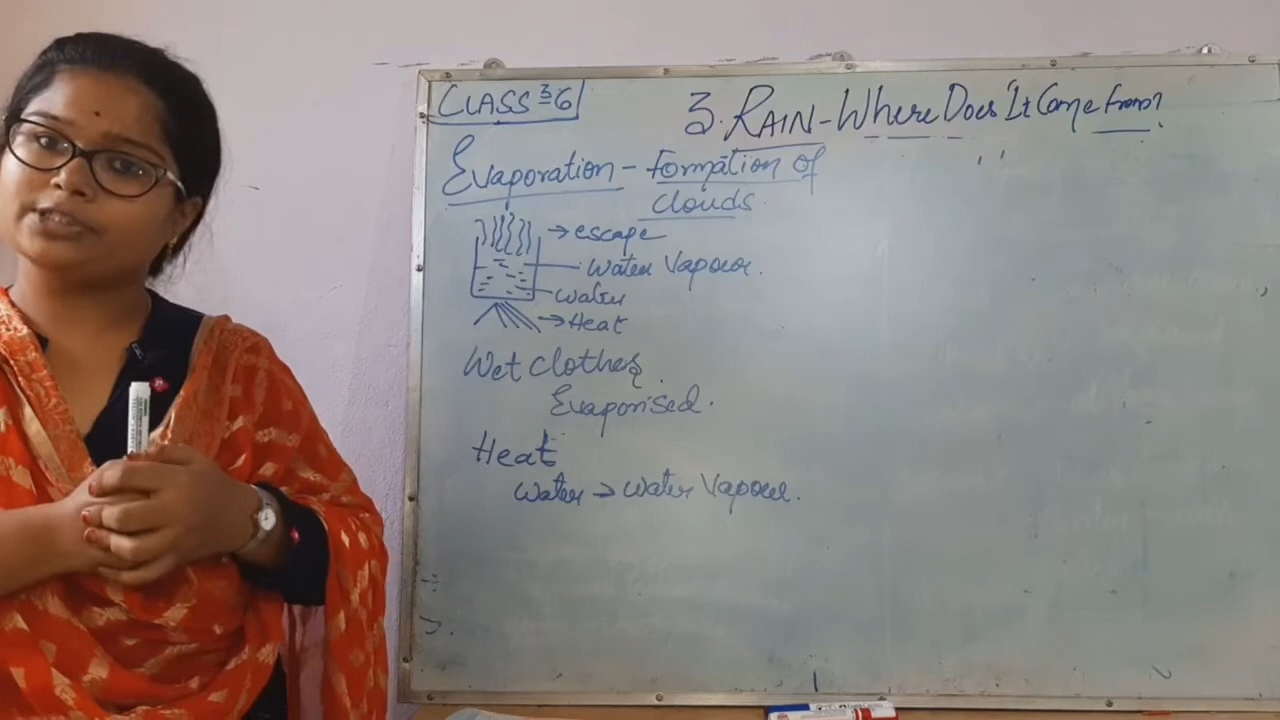 CLASS-6
3. RAIN - Where Does It Come From?
Evaporation - Formation of
Clouds.
→ escape
Water Vapour.
Water
→ Heat
Wet clothes
Evaporised.
Heat
Water → Water Vapour.